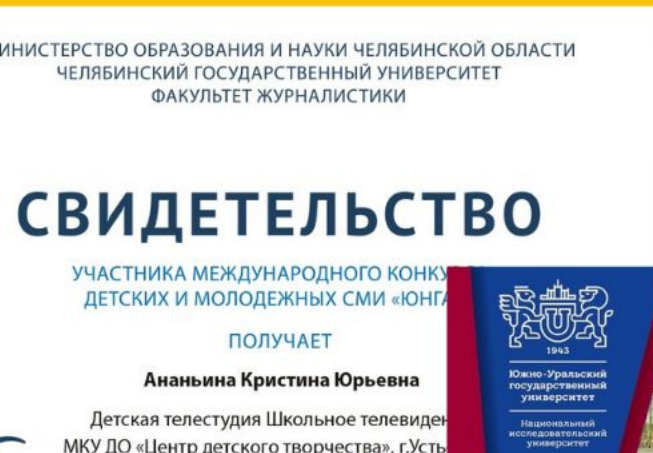 ИНИСТЕРСТВО ОБРАЗОВАНИЯ И НАУКИ ЧЕЛЯБИНСКОЙ ОБЛАСТИ
ЧЕЛЯБИНСКИЙ ГОСУДАРСТВЕННЫЙ УНИВЕРСИТЕТ
ФАКУЛЬТЕТ ЖУРНАЛИСТИКИ
СВИДЕТЕЛЬСТВО
УЧАСТНИКА МЕЖДУНАРОДНОГО
ДЕТСКИХ И МОЛОДЕЖНЫХ СМИ «ЮНГА
ПОЛУЧАЕТ
Ананьина Кристина Юрьевна
Детская телестудия Школьное телевиден
МКУ ДО «Центр детского творчества», г.Усть
1943
Южно-Уральский
государственный
университет
Национальный
исследовательский
университет